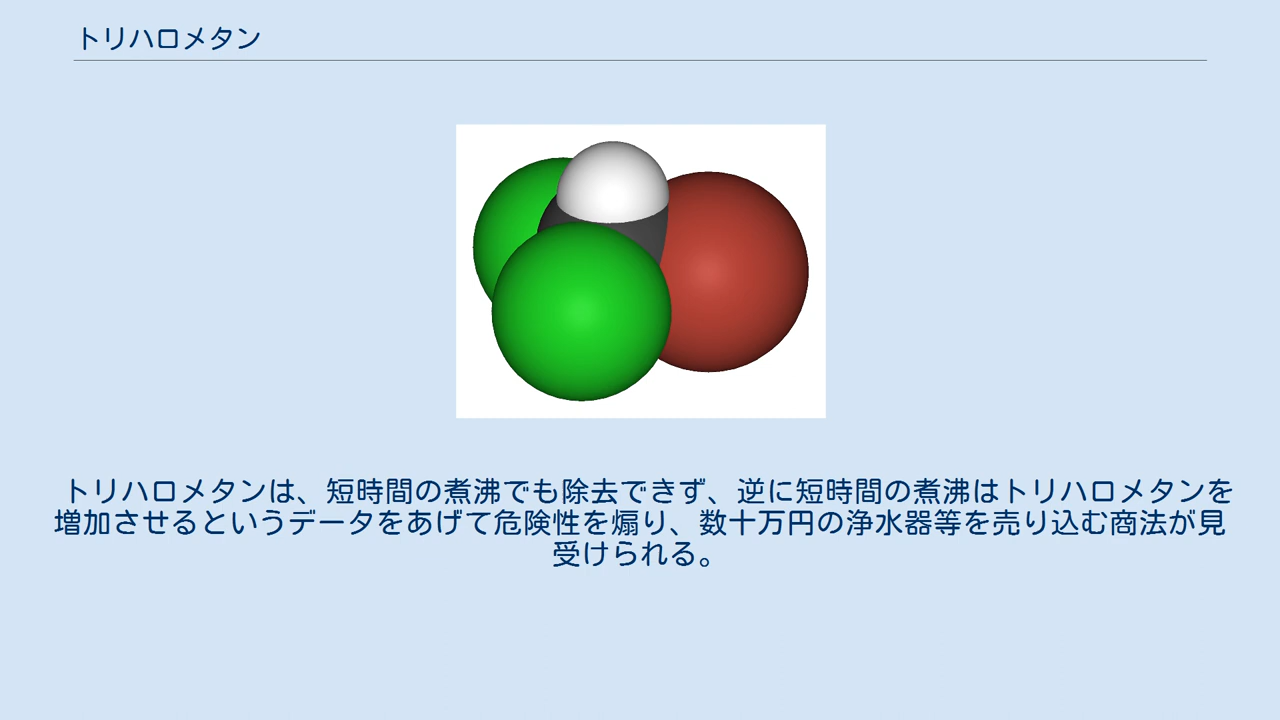 トリハロメタン
トリハロメタンは、短時間の煮沸でも除去できず、逆に短時間の煮沸はトリハロメタンを
増加させるというデータをあげて危険性を煽り、数十万円の浄水器等を売り込む商法が見
受けられる。